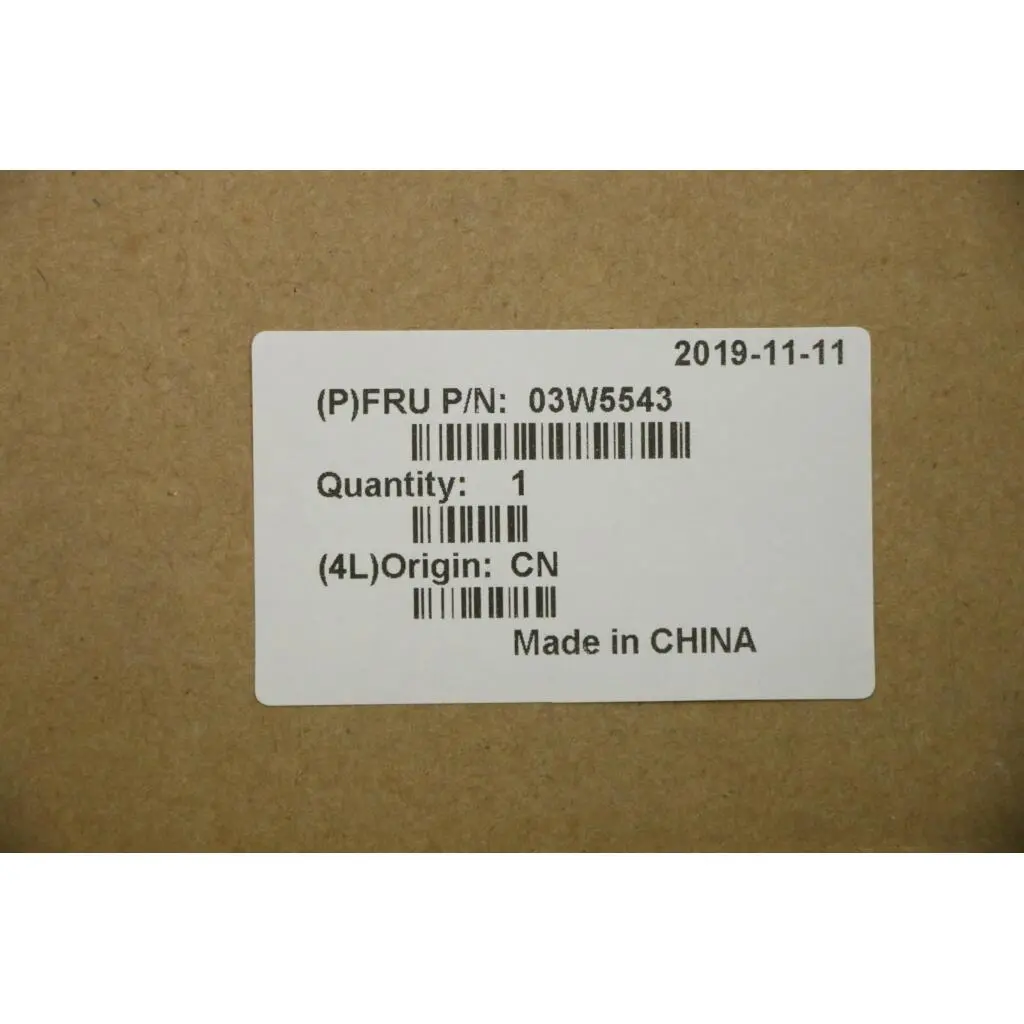 2019-11-11
(P)FRU P/N: 03W5543
Quantity: 1
(4L)Origin: CN
Made in CHINA